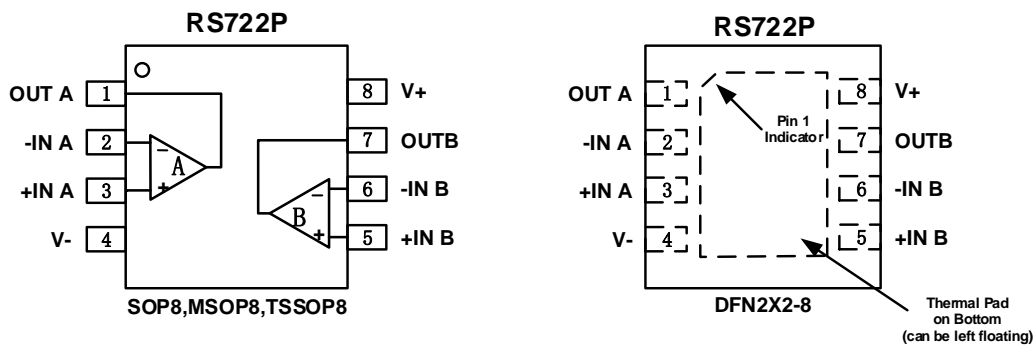 RS722P
OUT A 1
-IN A 2
+IN A 3
V- 4
8 V+
7 OUTB
6 -IN B
5 +IN B
− A +
− B +
SOP8,MSOP8,TSSOP8
RS722P
OUT A 1
-IN A 2
+IN A 3
V- 4
8 V+
7 OUTB
6 -IN B
5 +IN B
Pin 1
Indicator
DFN2X2-8
Thermal Pad
on Bottom
(can be left floating)